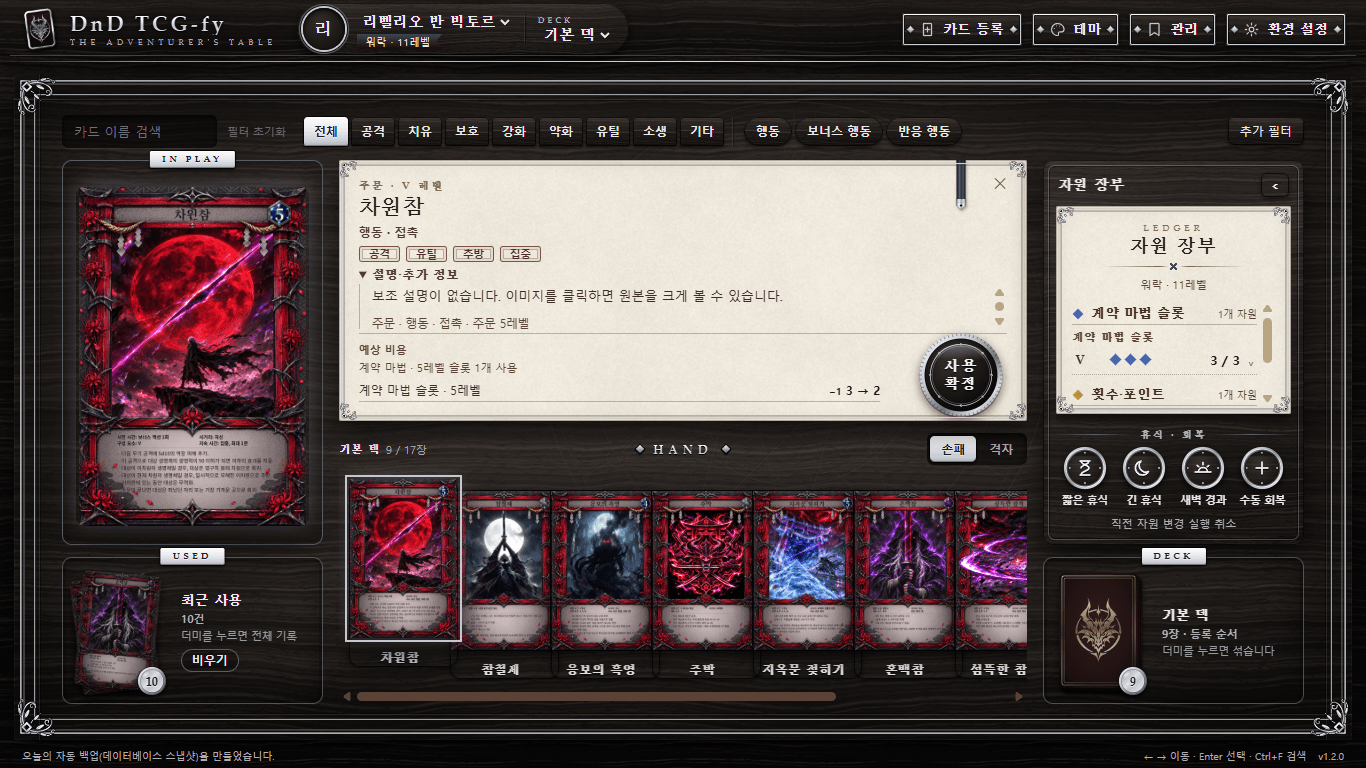 DnD TCG-fy
THE ADVENTURER'S TABLE
리
리벨리오 반 빅토르
워락 · 11레벨
DECK
기본 덱
카드 등록
테마
관리
환경 설정
카드 이름 검색
필터 초기화
전체
공격
치유
보호
강화
약화
유틸
소생
기타
행동
보너스 행동
반응 행동
추가 필터
IN PLAY
차원참
5
주문 · V 레벨
차원참
행동 · 접촉
공격
유틸
추방
집중
▼ 설명·추가 정보
보조 설명이 없습니다. 이미지를 클릭하면 원본을 크게 볼 수 있습니다.
주문 · 행동 · 접촉 · 주문 5레벨
예상 비용
계약 마법 · 5레벨 슬롯 1개 사용
계약 마법 슬롯 · 5레벨
-1 3 → 2
사용
확정
자원 장부
<
LEDGER
자원 장부
워락 · 11레벨
계약 마법 슬롯
1개 자원
계약 마법 슬롯
V
3 / 3
횟수·포인트
1개 자원
휴식 · 회복
짧은 휴식
긴 휴식
새벽 경과
수동 회복
직전 자원 변경 실행 취소
기본 덱 9 / 17장
HAND
손패
격자
차원참
참철제
응보의 흑영
주박
지옥문 젖히기
혼백참
섬뜩한 참
USED
최근 사용
10건
더미를 누르면 전체 기록
비우기
10
DECK
기본 덱
9장 · 등록 순서
더미를 누르면 섞습니다
9
오늘의 자동 백업(데이터베이스 스냅샷)을 만들었습니다.
← → 이동 · Enter 선택 · Ctrl+F 검색
v1.2.0